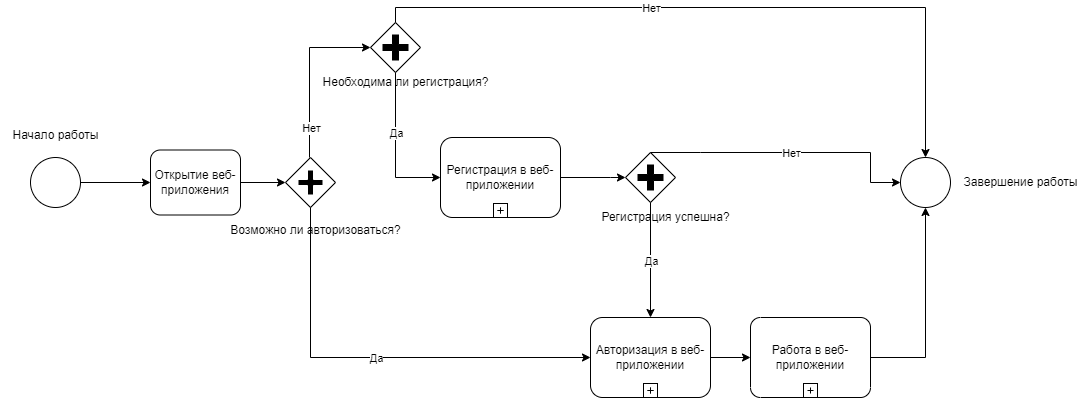 Нет
Необходима ли регистрация?
Нет
Да
Начало работы
Открытие веб-
приложения
Регистрация в веб-
приложении
Нет
Завершение работы
Возможно ли авторизоваться?
Регистрация успешна?
Да
Да
Авторизация в веб-
приложении
Работа в веб-
приложении